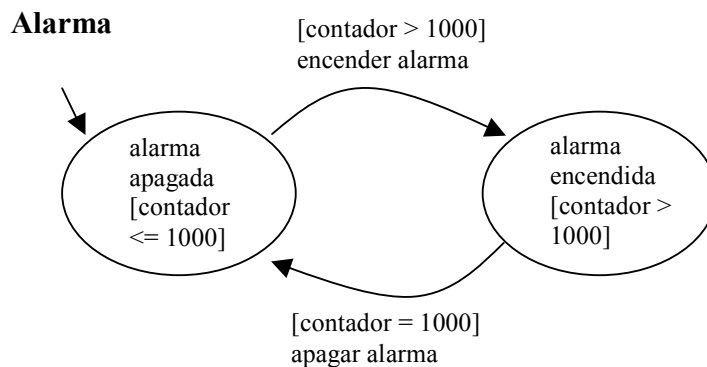 Alarma
[contador > 1000]
encender alarma
alarma
apagada
[contador
<= 1000]
alarma
encendida
[contador >
1000]
[contador = 1000]
apagar alarma